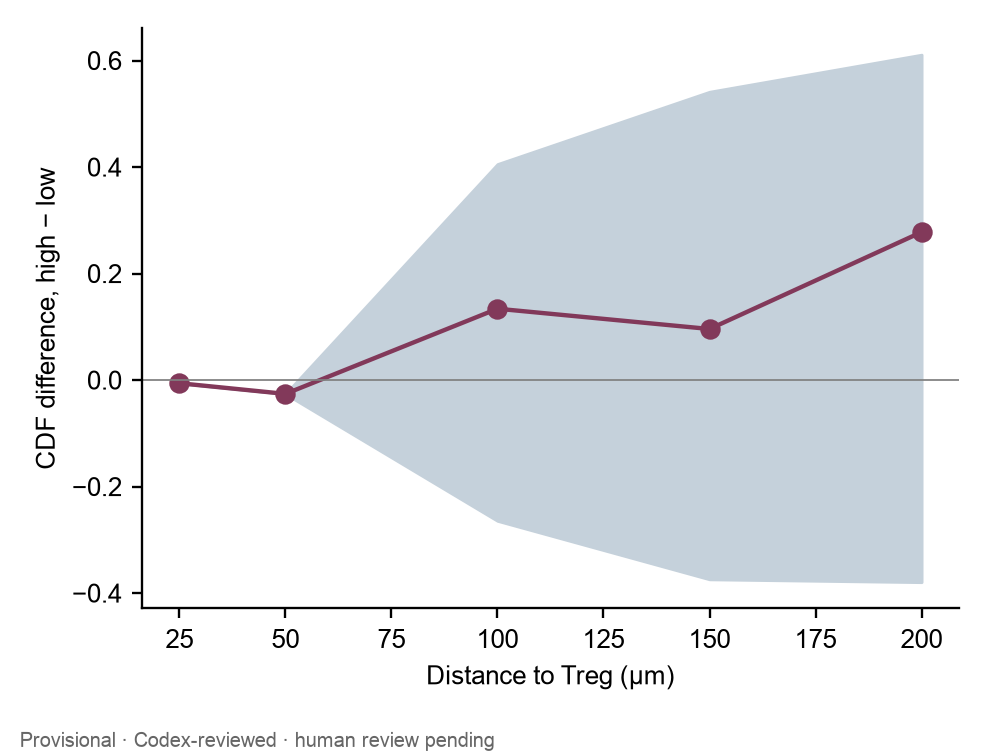 0.6
0.4
0.2
0.0
−0.2
−0.4
CDF difference, high − low
25 50 75 100 125 150 175 200
Distance to Treg (μm)
Provisional · Codex-reviewed · human review pending